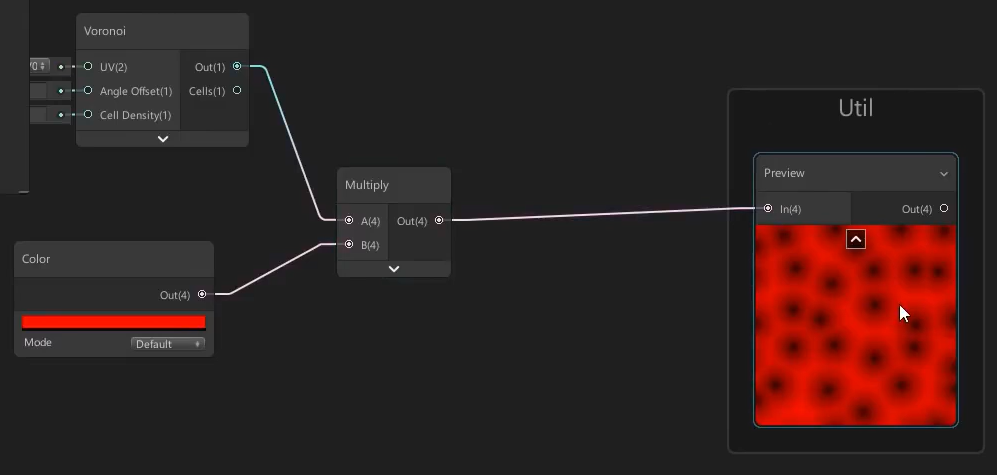 Voronoi
0
UV(2)
Out(1)
Angle Offset(1)
Cells(1)
Cell Density(1)
Util
Multiply
Preview
A(4)
Out(4)
B(4)
In(4)
Out(4)
Color
Out(4)
Mode
Default